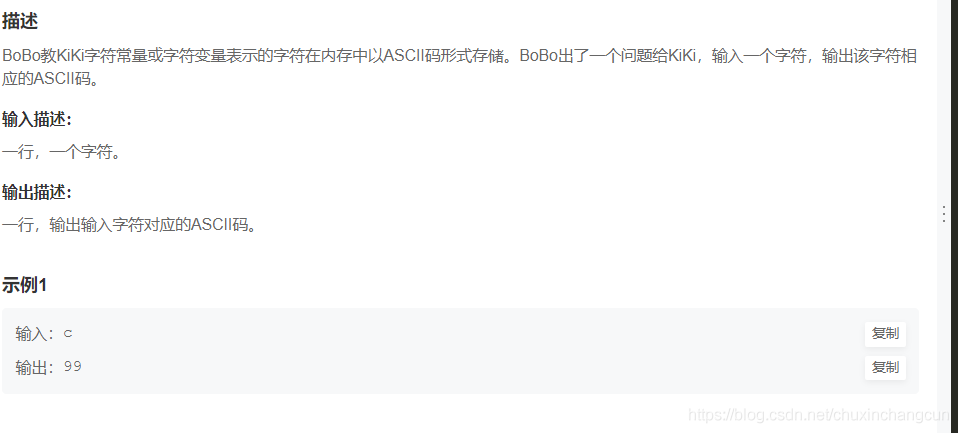 描述
BoBo教KiKi字符常量或字符变量表示的字符在内存中以ASCII码形式存储。BoBo出了一个问题给KiKi，输入一个字符，输出该字符相
应的ASCII码。
输入描述：
一行，一个字符。
输出描述：
一行，输出输入字符对应的ASCII码。
示例1
输入：c 复制
输出：99 复制
https://blog.csdn.net/chuxinchangcun